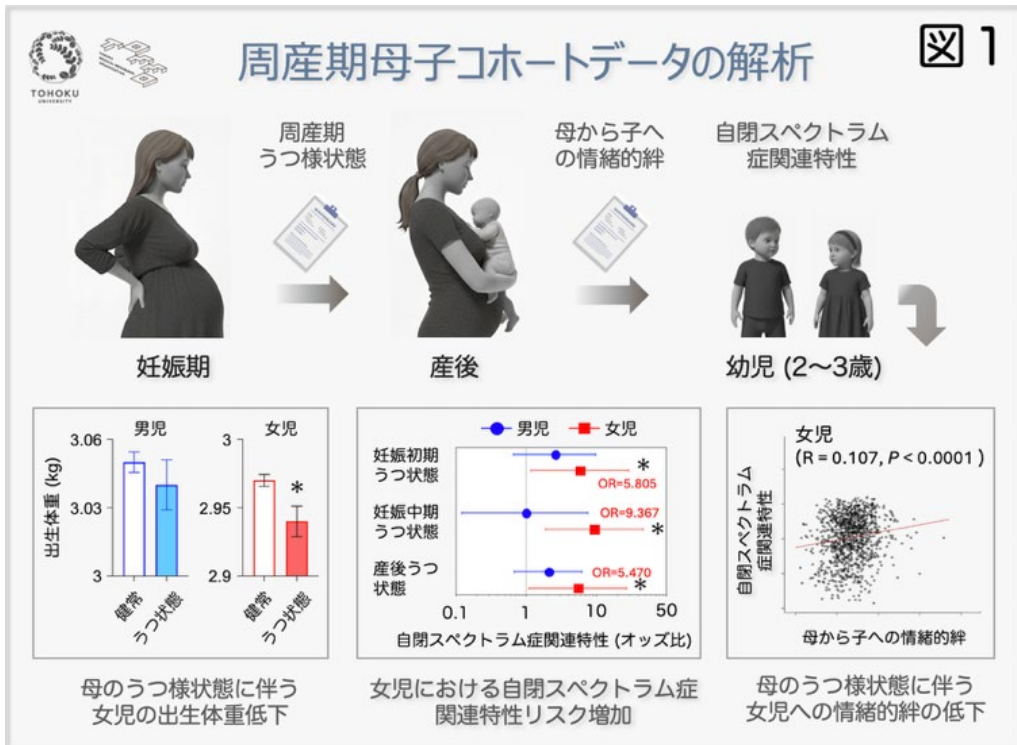 TOHOKU
UNIVERSITY
周産期母子コホートデータの解析
図1
周産期
うつ様状態
母から子へ
の情緒的絆
自閉スペクトラム
症関連特性
妊娠期
産後
幼児 (2〜3歳)
出生体重 (kg)
男児
3.06
3.03
3
健常
うつ状態
女児
3
2.95
2.9
*
健常
うつ状態
男児
女児
妊娠初期
うつ状態
*
OR=5.805
妊娠中期
うつ状態
OR=9.367
*
産後うつ
状態
OR=5.470
*
0.1
1
10
50
自閉スペクトラム症関連特性 (オッズ比)
女児
(R = 0.107, P < 0.0001 )
自閉スペクトラム
症関連特性
母から子への情緒的絆
母のうつ様状態に伴う
女児の出生体重低下
女児における自閉スペクトラム症
関連特性リスク増加
母のうつ様状態に伴う
女児への情緒的絆の低下